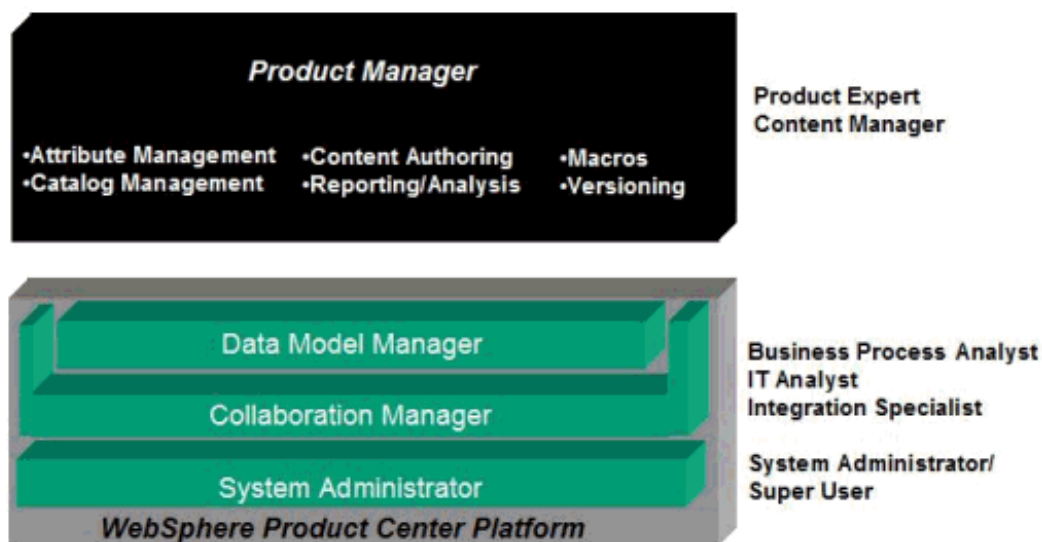 Product Manager
•Attribute Management •Content Authoring •Macros
•Catalog Management •Reporting/Analysis •Versioning
Product Expert
Content Manager
Data Model Manager
Collaboration Manager
Business Process Analyst
IT Analyst
Integration Specialist
System Administrator
System Administrator/
Super User
WebSphere Product Center Platform